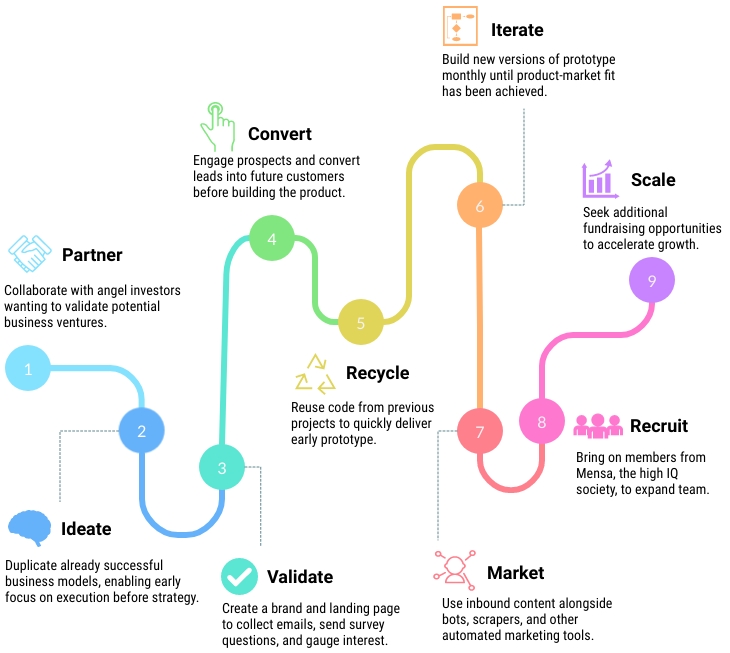 Partner
Collaborate with angel investors
wanting to validate potential
business ventures.
1
2
Ideate
Duplicate already successful
business models, enabling early
focus on execution before strategy.
3
Validate
Create a brand and landing page
to collect emails, send survey
questions, and gauge interest.
Convert
Engage prospects and convert
leads into future customers
before building the product.
4
5
Recycle
Reuse code from previous
projects to quickly deliver
early prototype.
Iterate
Build new versions of prototype
monthly until product-market fit
has been achieved.
6
7
Market
Use inbound content alongside
bots, scrapers, and other
automated marketing tools.
8
Recruit
Bring on members from
Mensa, the high IQ
society, to expand team.
Scale
Seek additional
fundraising opportunities
to accelerate growth.
9